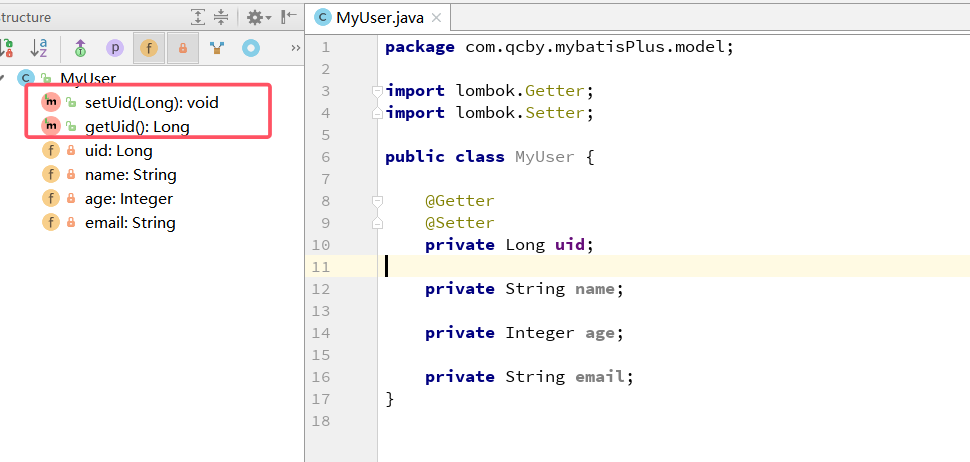 Structure
MyUser
setUid(Long): void
getUid(): Long
uid: Long
name: String
age: Integer
email: String
MyUser.java
1 package com.qcby.mybatisPlus.model;
2
3 import lombok.Getter;
4 import lombok.Setter;
5
6 public class MyUser {
7
8 @Getter
9 @Setter
10 private Long uid;
11
12 private String name;
13
14 private Integer age;
15
16 private String email;
17 }
18